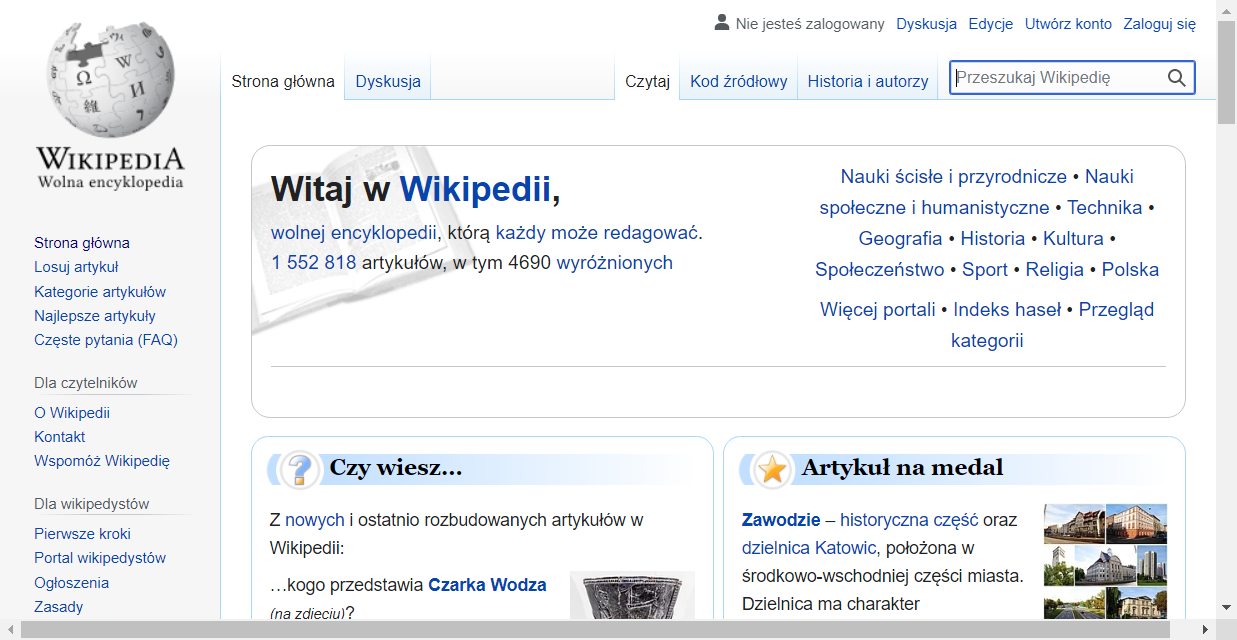 Nie jesteś zalogowany Dyskusja Edycje Utwórz konto Zaloguj się
Strona główna Dyskusja Czytaj Kod źródłowy Historia i autorzy Przeszukaj Wikipedię
WIKIPEDIA
Wolna encyklopedia
Strona główna
Losuj artykuł
Kategorie artykułów
Najlepsze artykuły
Częste pytania (FAQ)
Dla czytelników
O Wikipedii
Kontakt
Wspomóż Wikipedię
Dla wikipedystów
Pierwsze kroki
Portal wikipedystów
Ogłoszenia
Zasady
Witaj w Wikipedii,
wolnej encyklopedii, którą każdy może redagować.
1 552 818 artykułów, w tym 4690 wyróżnionych
Nauki ścisłe i przyrodnicze • Nauki
społeczne i humanistyczne • Technika •
Geografia • Historia • Kultura •
Społeczeństwo • Sport • Religia • Polska
Więcej portali • Indeks haseł • Przegląd
kategorii
Czy wiesz...
Z nowych i ostatnio rozbudowanych artykułów w
Wikipedii:
…kogo przedstawia Czarka Wodza
(na zdjęciu)?
Artykuł na medal
Zawodzie – historyczna część oraz
dzielnica Katowic, położona w
środkowo-wschodniej części miasta.
Dzielnica ma charakter